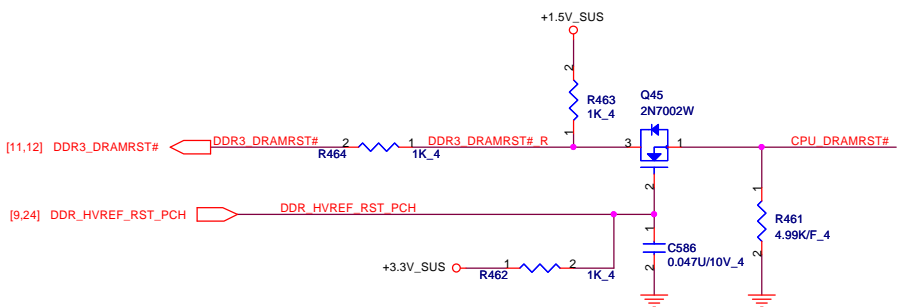 +1.5V_SUS
2
R463
1K_4
1
Q45
2N7002W
[11,12] DDR3_DRAMRST#
DDR3_DRAMRST#
2
R464
1
1K_4
DDR3_DRAMRST#_R
3
1
CPU_DRAMRST#
2
[9,24] DDR_HVREF_RST_PCH
DDR_HVREF_RST_PCH
1
R461
4.99K/F_4
2
1
C586
0.047U/10V_4
2
+3.3V_SUS
1
R462
2
1K_4